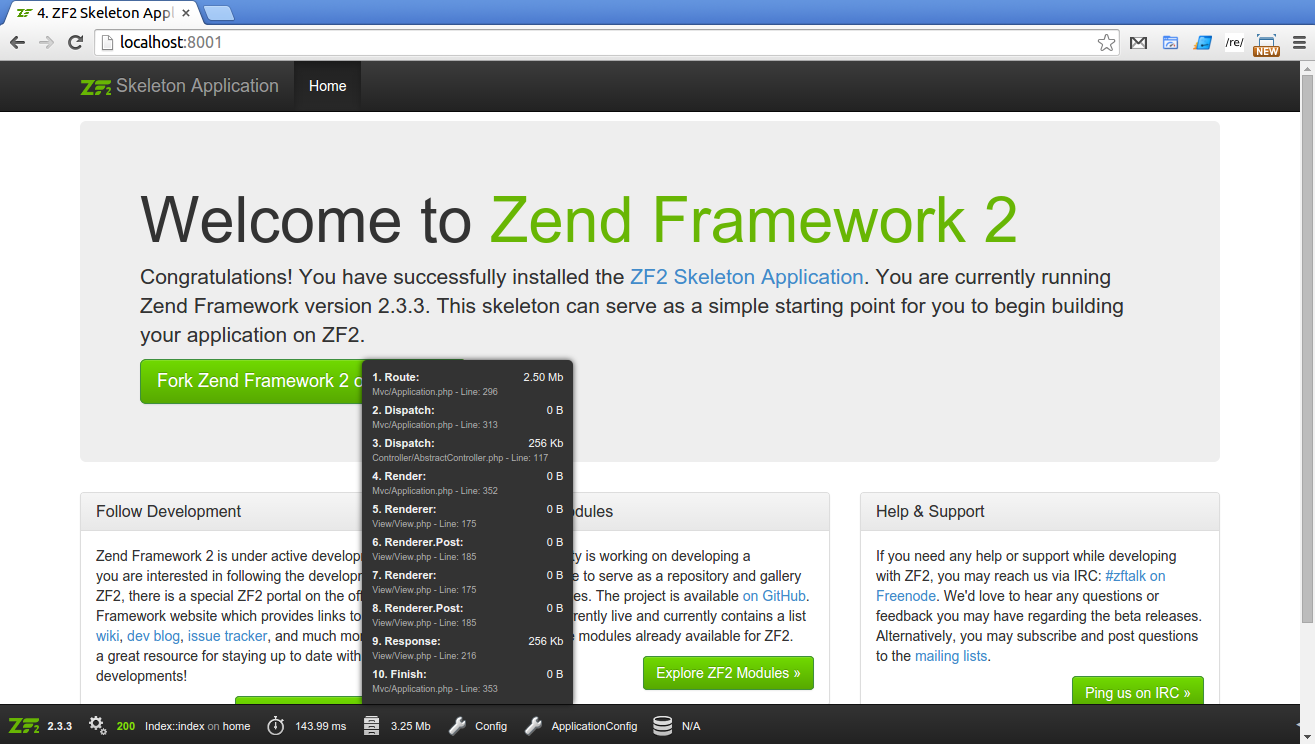 4. ZF2 Skeleton Appl
localhost:8001
/re/
NEW
ZF2 Skeleton Application Home
Welcome to Zend Framework 2
Congratulations! You have successfully installed the ZF2 Skeleton Application. You are currently running
Zend Framework version 2.3.3. This skeleton can serve as a simple starting point for you to begin building
your application on ZF2.
Fork Zend Framework 2
1. Route: 2.50 Mb
Mvc/Application.php - Line: 296
2. Dispatch: 0 B
Mvc/Application.php - Line: 313
3. Dispatch: 256 Kb
Controller/AbstractController.php - Line: 117
4. Render: 0 B
Mvc/Application.php - Line: 352
5. Renderer: 0 B
View/View.php - Line: 175
6. Renderer.Post: 0 B
View/View.php - Line: 185
7. Renderer: 0 B
View/View.php - Line: 175
8. Renderer.Post: 0 B
View/View.php - Line: 185
9. Response: 256 Kb
View/View.php - Line: 216
10. Finish: 0 B
Mvc/Application.php - Line: 353
Follow Development
Zend Framework 2 is under active develop
you are interested in following the developm
ZF2, there is a special ZF2 portal on the of
Framework website which provides links to
wiki, dev blog, issue tracker, and much mo
a great resource for staying up to date with
developments!
dules
ty is working on developing a
e to serve as a repository and gallery
es. The project is available on GitHub.
rently live and currently contains a list
modules already available for ZF2.
Explore ZF2 Modules »
Help & Support
If you need any help or support while developing
with ZF2, you may reach us via IRC: #zftalk on
Freenode. We'd love to hear any questions or
feedback you may have regarding the beta releases.
Alternatively, you may subscribe and post questions
to the mailing lists.
Ping us on IRC »
ZF2 2.3.3 200 Index::index on home 143.99 ms 3.25 Mb Config ApplicationConfig N/A